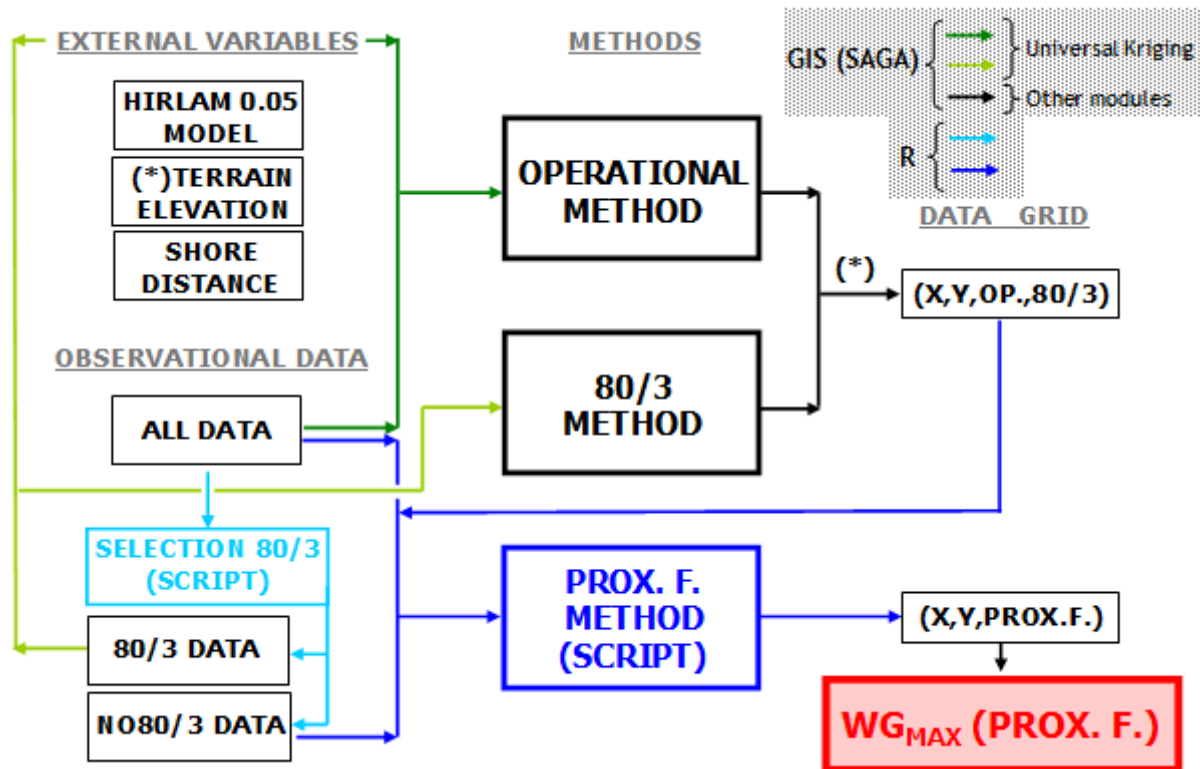 EXTERNAL VARIABLES
HIRLAM 0.05
MODEL
(*)TERRAIN
ELEVATION
SHORE
DISTANCE
OBSERVATIONAL DATA
ALL DATA
SELECTION 80/3
(SCRIPT)
80/3 DATA
NO80/3 DATA
METHODS
OPERATIONAL
METHOD
80/3
METHOD
PROX. F.
METHOD
(SCRIPT)
GIS (SAGA)
Universal Kriging
Other modules
R
DATA GRID
(*)
(X,Y,OP.,80/3)
(X,Y,PROX.F.)
WGMAX (PROX. F.)